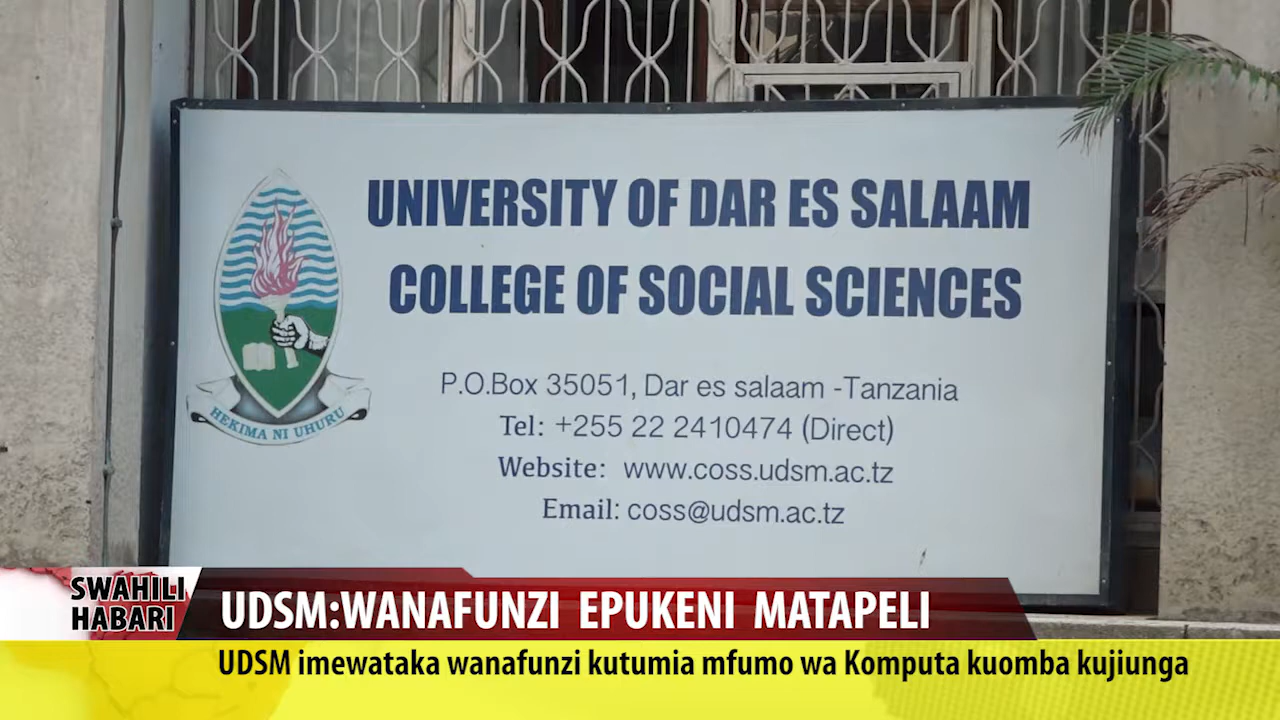 UNIVERSITY OF DAR ES SALAAM
COLLEGE OF SOCIAL SCIENCES
HEKIMA NI UHURU
P.O.Box 35051, Dar es salaam -Tanzania
Tel: +255 22 2410474 (Direct)
Website: www.coss.udsm.ac.tz
Email: coss@udsm.ac.tz
SWAHILI
HABARI
UDSM:WANAFUNZI EPUKENI MATAPELI
UDSM imewataka wanafunzi kutumia mfumo wa Komputa kuomba kujiunga